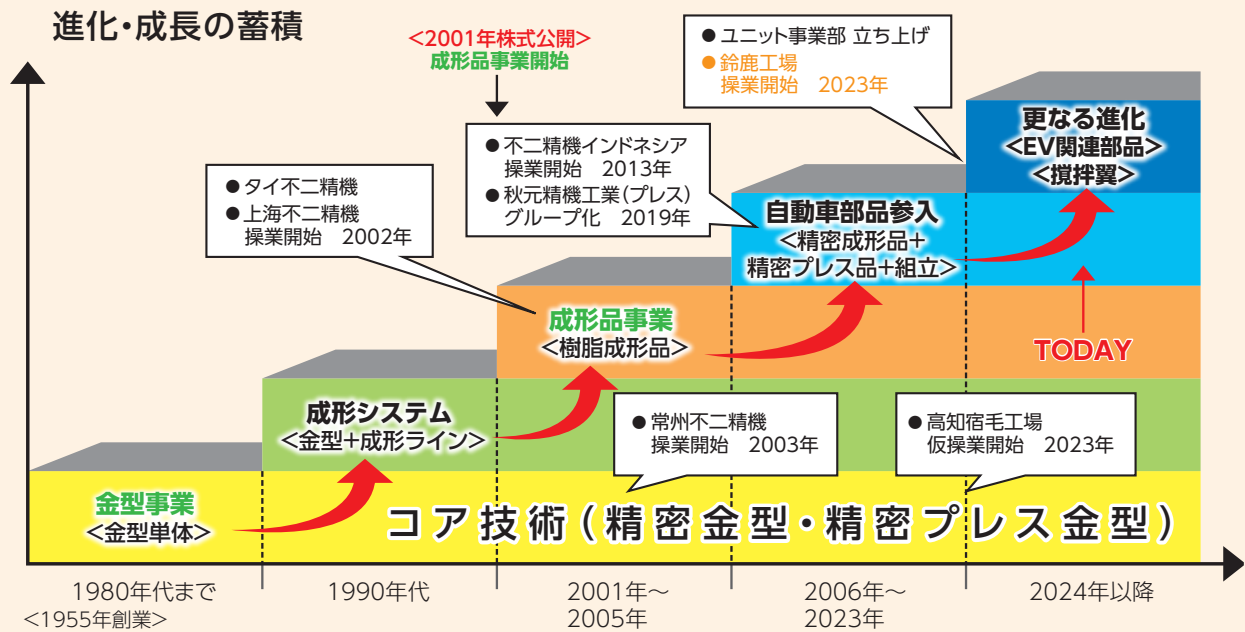 進化・成長の蓄積
<2001年株式公開>
成形品事業開始
● ユニット事業部 立ち上げ
● 鈴鹿工場
操業開始　2023年
● 不二精機インドネシア
操業開始　2013年
● 秋元精機工業(プレス)
グループ化　2019年
● タイ不二精機
● 上海不二精機
操業開始　2002年
更なる進化
<EV関連部品>
<撹拌翼>
自動車部品参入
<精密成形品+
精密プレス品+組立>
成形品事業
<樹脂成形品>
TODAY
成形システム
<金型+成形ライン>
● 常州不二精機
操業開始　2003年
● 高知宿毛工場
仮操業開始　2023年
金型事業
<金型単体>
コア技術(精密金型・精密プレス金型)
1980年代まで
<1955年創業>
1990年代
2001年～
2005年
2006年～
2023年
2024年以降